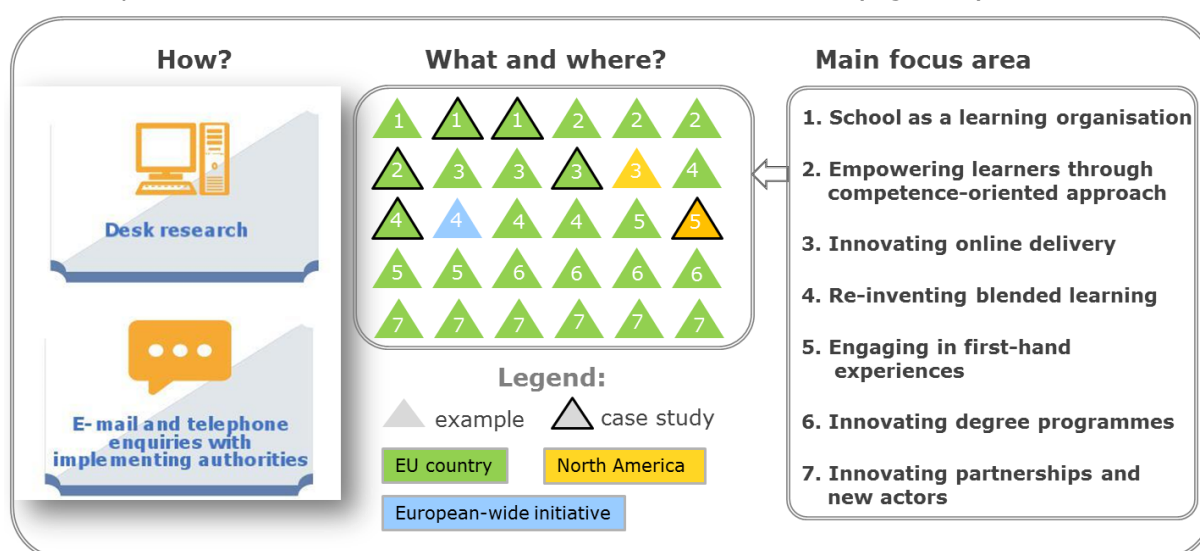 How?
What and where?
Main focus area
Desk research
E-mail and telephone
enquiries with
implementing authorities
1 1 1 2 2 2
2 3 3 3 3 4
4 4 4 4 5 5
5 5 6 6 6 6
7 7 7 7 7 7
Legend:
example
case study
EU country
North America
European-wide initiative
1. School as a learning organisation
2. Empowering learners through
competence-oriented approach
3. Innovating online delivery
4. Re-inventing blended learning
5. Engaging in first-hand
experiences
6. Innovating degree programmes
7. Innovating partnerships and
new actors